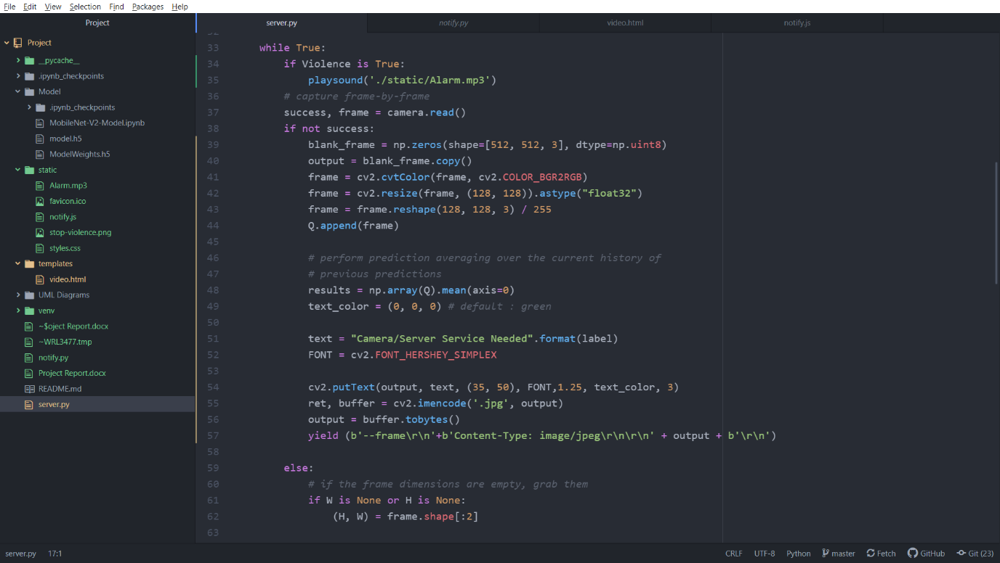 File Edit View Selection Find Packages Help
Project
server.py notify.py video.html notify.js
Project
__pycache__
.ipynb_checkpoints
Model
.ipynb_checkpoints
MobileNet-V2-Model.ipynb
model.h5
ModelWeights.h5
static
Alarm.mp3
favicon.ico
notify.js
stop-violence.png
styles.css
templates
video.html
UML Diagrams
venv
~$oject Report.docx
~WRL3477.tmp
notify.py
Project Report.docx
README.md
server.py
32
33 while True:
34 if Violence is True:
35 playsound('./static/Alarm.mp3')
36 # capture frame-by-frame
37 success, frame = camera.read()
38 if not success:
39 blank_frame = np.zeros(shape=[512, 512, 3], dtype=np.uint8)
40 output = blank_frame.copy()
41 frame = cv2.cvtColor(frame, cv2.COLOR_BGR2RGB)
42 frame = cv2.resize(frame, (128, 128)).astype("float32")
43 frame = frame.reshape(128, 128, 3) / 255
44 Q.append(frame)
45
46 # perform prediction averaging over the current history of
47 # previous predictions
48 results = np.array(Q).mean(axis=0)
49 text_color = (0, 0, 0) # default : green
50
51 text = "Camera/Server Service Needed".format(label)
52 FONT = cv2.FONT_HERSHEY_SIMPLEX
53
54 cv2.putText(output, text, (35, 50), FONT,1.25, text_color, 3)
55 ret, buffer = cv2.imencode('.jpg', output)
56 output = buffer.tobytes()
57 yield (b'--frame\r\n'+b'Content-Type: image/jpeg\r\n\r\n' + output + b'\r\n')
58
59 else:
60 # if the frame dimensions are empty, grab them
61 if W is None or H is None:
62 (H, W) = frame.shape[:2]
63
server.py 17:1 CRLF UTF-8 Python master Fetch GitHub Git (23)